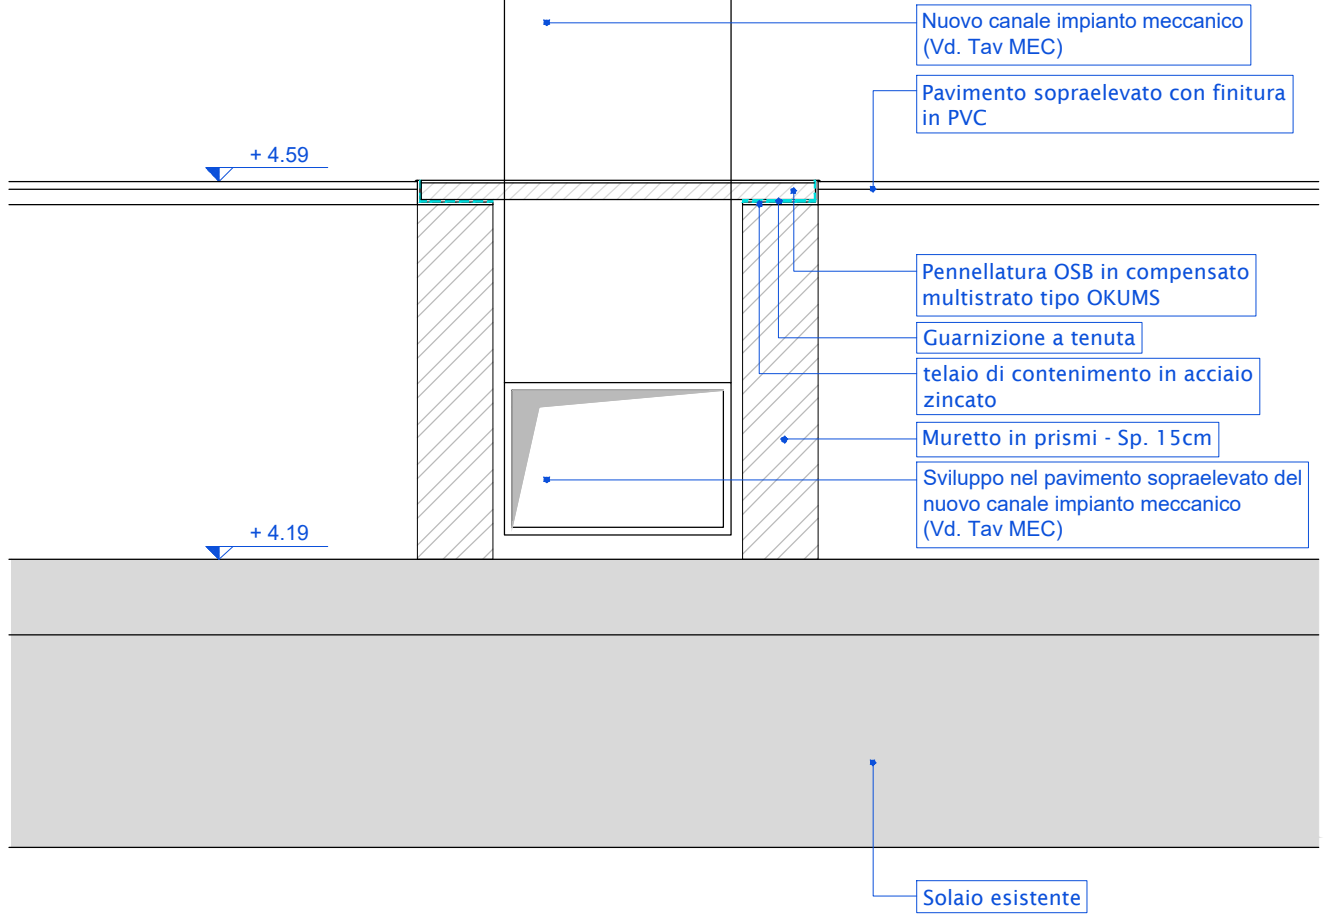 Nuovo canale impianto meccanico
(Vd. Tav MEC)
Pavimento sopraelevato con finitura
in PVC
+ 4.59
Pennellatura OSB in compensato
multistrato tipo OKUMS
Guarnizione a tenuta
telaio di contenimento in acciaio
zincato
Muretto in prismi - Sp. 15cm
Sviluppo nel pavimento sopraelevato del
nuovo canale impianto meccanico
(Vd. Tav MEC)
+ 4.19
Solaio esistente